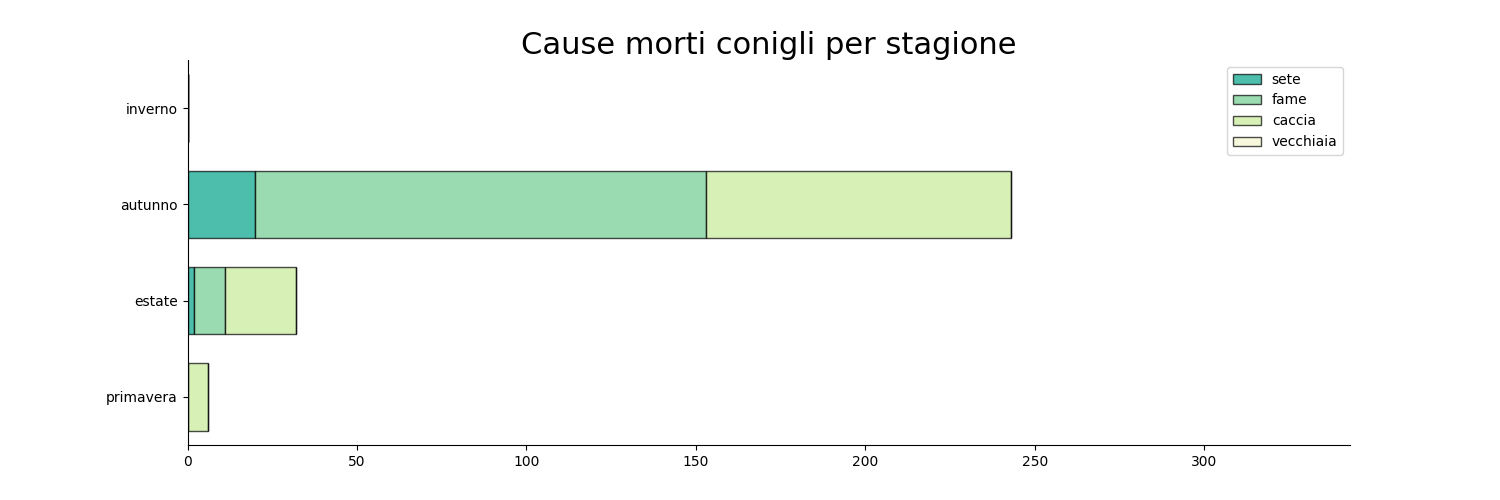 Cause morti conigli per stagione
sete
fame
caccia
vecchiaia
inverno
autunno
estate
primavera
0 50 100 150 200 250 300